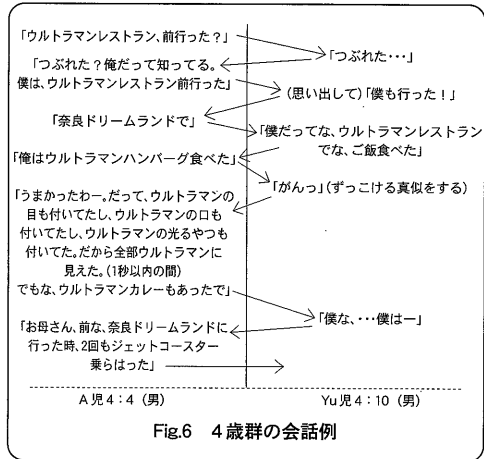 「ウルトラマンレストラン、前行った？」
「つぶれた・・・」
「つぶれた？俺だって知ってる。
僕は、ウルトラマンレストラン前行った」
(思い出して)「僕も行った！」
「奈良ドリームランドで」
「僕だってな、ウルトラマンレストラン
でな、ご飯食べた」
「俺はウルトラマンハンバーグ食べた」
「がんっ」(ずっこける真似をする)
「うまかったわー。だって、ウルトラマンの
目も付いてたし、ウルトラマンの口も
付いてたし、ウルトラマンの光るやつも
付いてた。だから全部ウルトラマンに
見えた。(1秒以内の間)
でもな、ウルトラマンカレーもあったで」
「僕な、・・・僕はー」
「お母さん、前な、奈良ドリームランドに
行った時、2回もジェットコースター
乗らはった」
A児4：4（男）
Yu児4：10（男）
Fig.6　4歳群の会話例